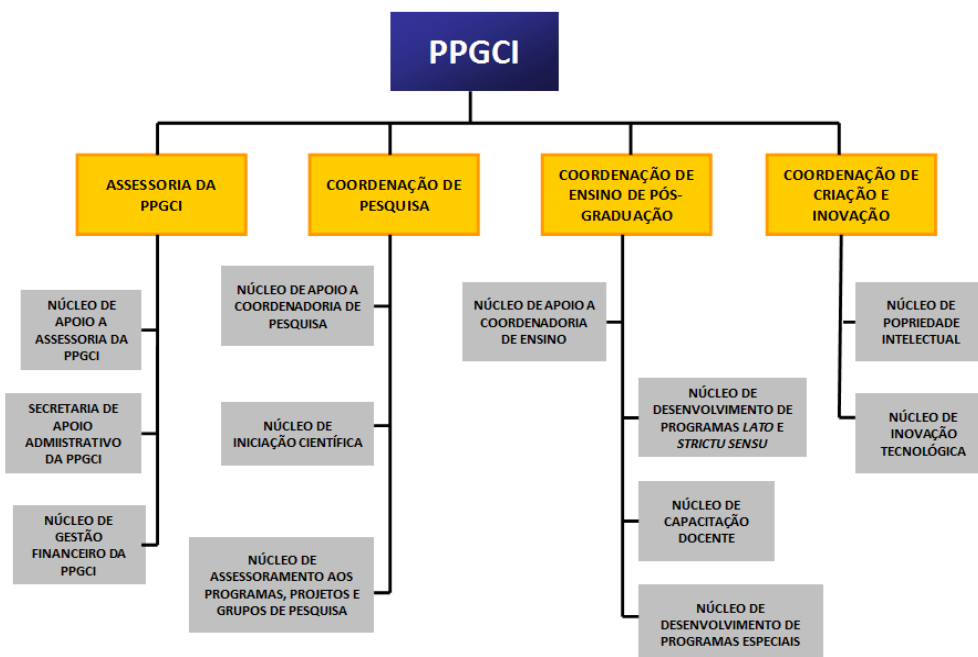 PPGCI
ASSESSORIA DA
PPGCI
COORDENAÇÃO DE
PESQUISA
COORDENAÇÃO DE
ENSINO DE PÓS-
GRADUAÇÃO
COORDENAÇÃO DE
CRIAÇÃO E
INOVAÇÃO
NÚCLEO DE
APOIO A
ASSESSORIA DA
PPGCI
SECRETARIA DE
APOIO
ADMIISTRATIVO
DA PPGCI
NÚCLEO DE
GESTÃO
FINANCEIRO DA
PPGCI
NÚCLEO DE APOIO A
COORDENADORIA DE
PESQUISA
NÚCLEO DE
INICIAÇÃO CIENTÍFICA
NÚCLEO DE
ASSESSORAMENTO AOS
PROGRAMAS, PROJETOS E
GRUPOS DE PESQUISA
NÚCLEO DE APOIO A
COORDENADORIA
DE ENSINO
NÚCLEO DE
DESENVOLVIMENTO DE
PROGRAMAS LATO E
STRICTU SENSU
NÚCLEO DE
CAPACITAÇÃO
DOCENTE
NÚCLEO DE
DESENVOLVIMENTO DE
PROGRAMAS ESPECIAIS
NÚCLEO DE
POPRIEDADE
INTELECTUAL
NÚCLEO DE
INOVAÇÃO
TECNOLÓGICA